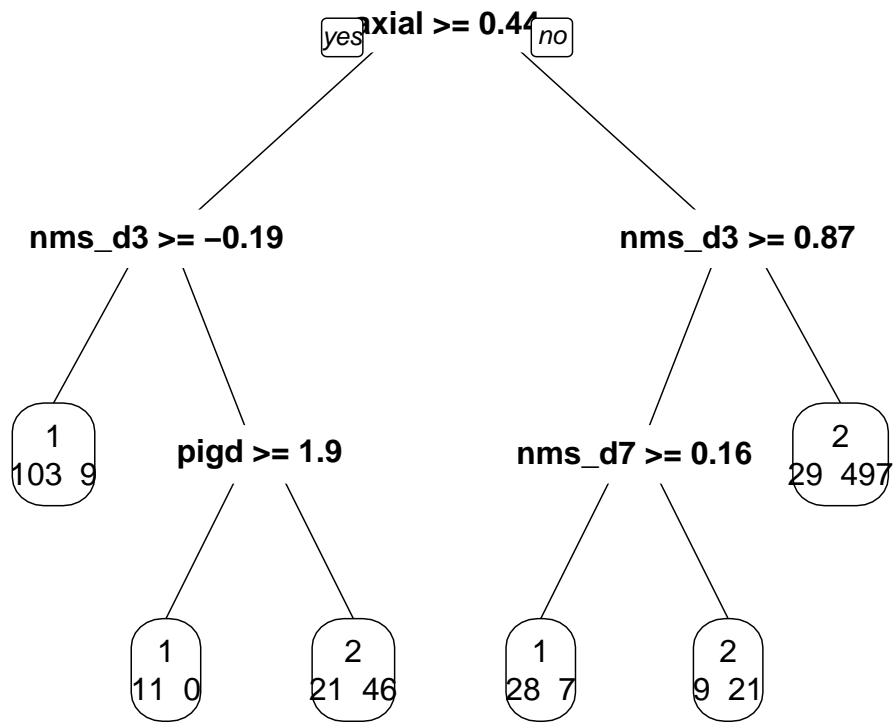 axial >= 0.44
yes no
nms_d3 >= −0.19
nms_d3 >= 0.87
1
103 9
pigd >= 1.9
nms_d7 >= 0.16
2
29 497
1
11 0
2
21 46
1
28 7
2
9 21